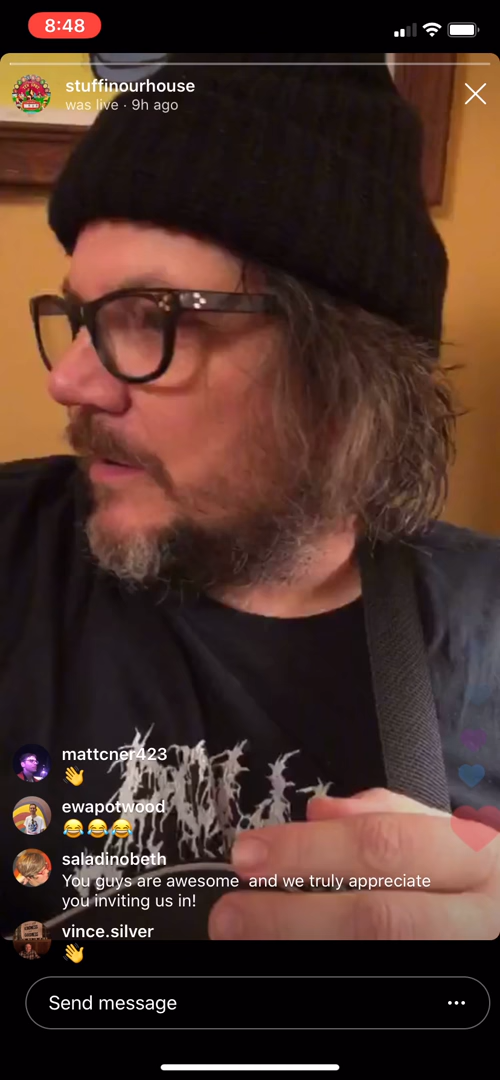 8:48
stuffinourhouse
was live · 9h ago
mattcner423
👋
ewapotwood
😂😂😂
saladinobeth
You guys are awesome  and we truly appreciate
you inviting us in!
vince.silver
👋
Send message